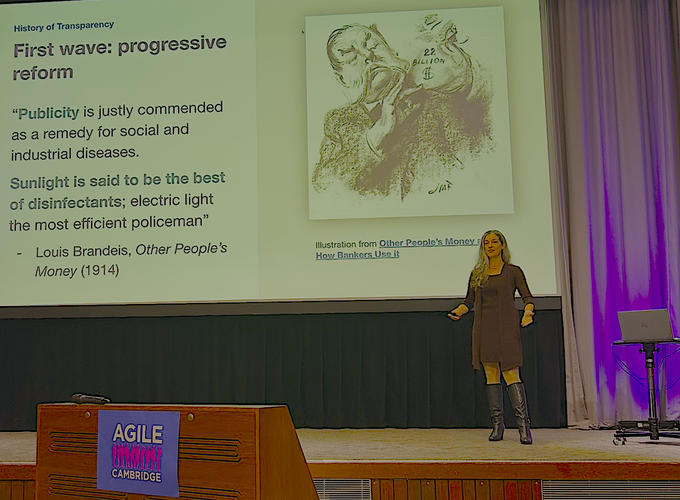 History of Transparency
First wave: progressive
reform
“Publicity is justly commended
as a remedy for social and
industrial diseases.
Sunlight is said to be the best
of disinfectants; electric light
the most efficient policeman”
- Louis Brandeis, Other People’s
Money (1914)
22
BILLION
$
Illustration from Other People’s Money
How Bankers Use it
AGILE
CAMBRIDGE